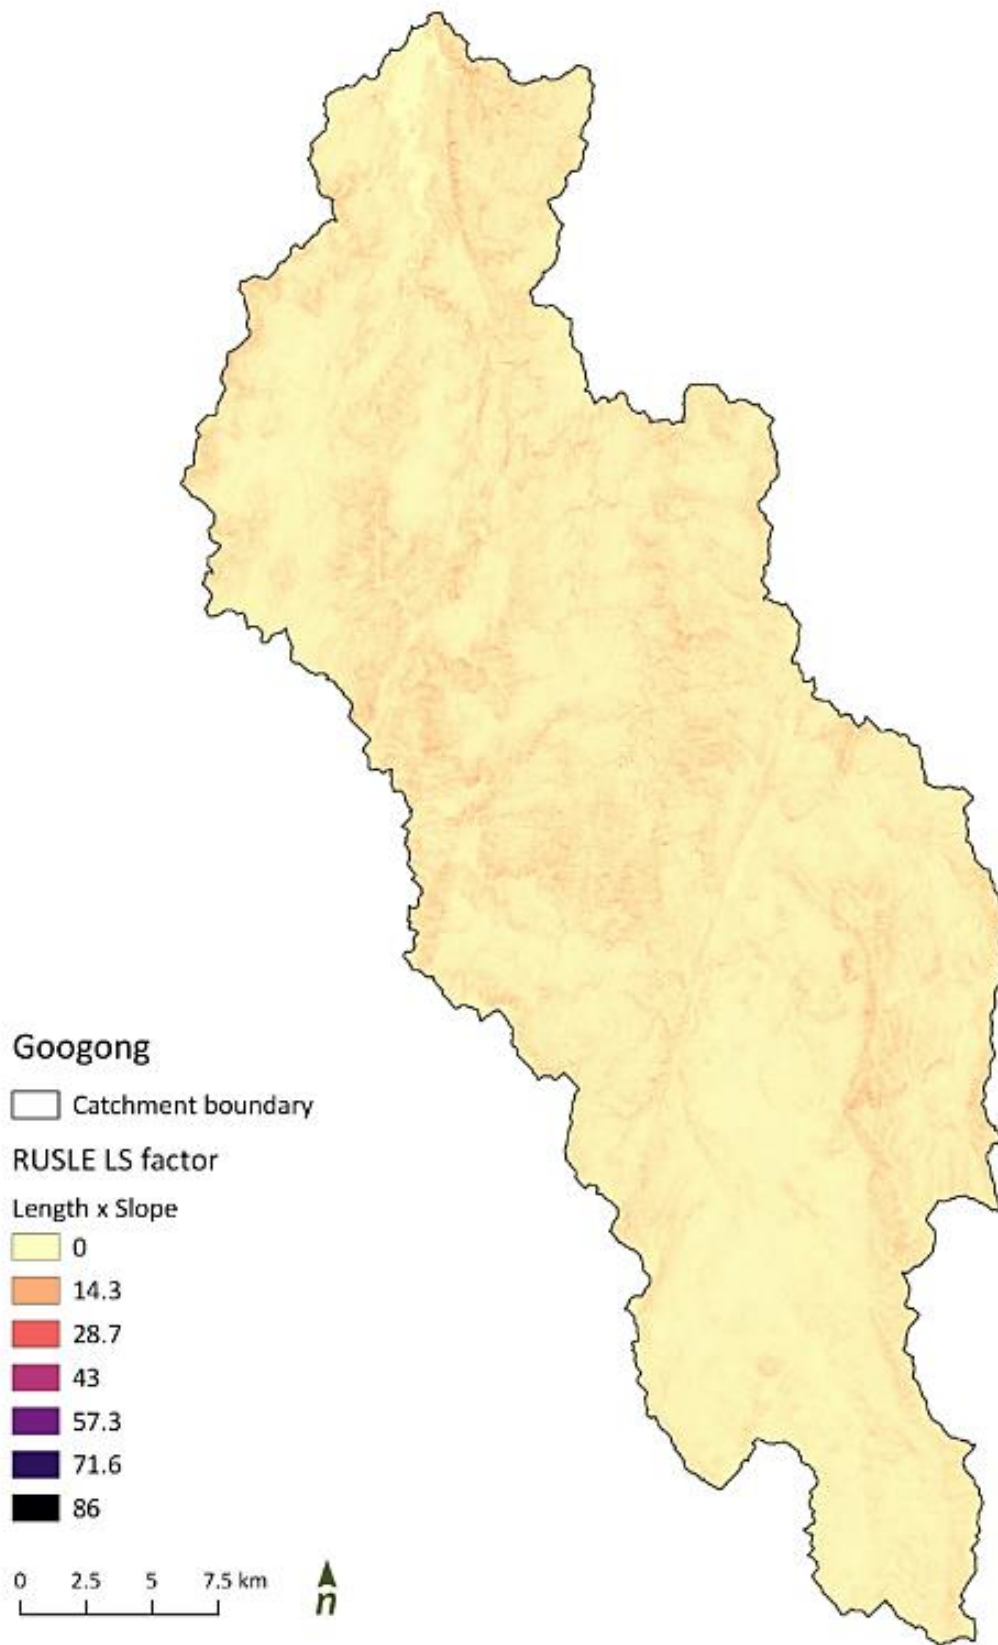 Googong
Catchment boundary
RUSLE LS factor
Length x Slope
0
14.3
28.7
43
57.3
71.6
86
0 2.5 5 7.5 km
n